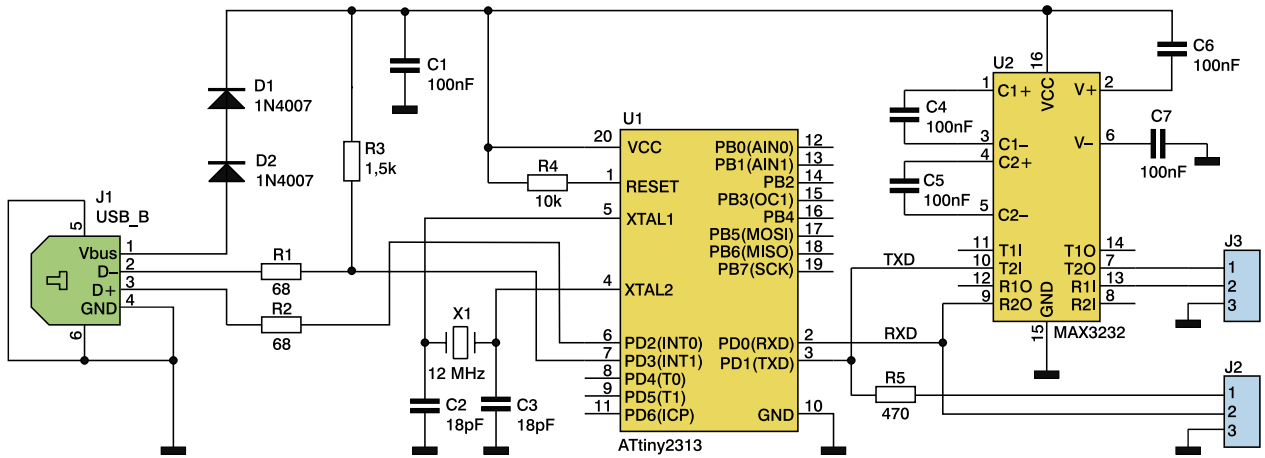 D1
1N4007
D2
1N4007
J1
USB_B
5
Vbus
1
D–
2
D+
3
GND
4
6
R1
68
R2
68
R3
1,5k
C1
100nF
R4
10k
X1
12 MHz
C2
18pF
C3
18pF
U1
20
VCC
1
RESET
5
XTAL1
4
XTAL2
6
PD2(INT0)
7
PD3(INT1)
8
PD4(T0)
9
PD5(T1)
11
PD6(ICP)
PB0(AIN0)
12
PB1(AIN1)
13
PB2
14
PB3(OC1)
15
PB4
16
PB5(MOSI)
17
PB6(MISO)
18
PB7(SCK)
19
PD0(RXD)
2
PD1(TXD)
3
GND
10
ATtiny2313
TXD
RXD
R5
470
C4
100nF
C5
100nF
U2
16
VCC
1
C1+
3
C1–
4
C2+
5
C2–
11
T1I
10
T2I
12
R1O
9
R2O
V+
2
V–
6
T1O
14
T2O
7
R1I
13
R2I
8
GND
15
MAX3232
C6
100nF
C7
100nF
J3
1
2
3
J2
1
2
3